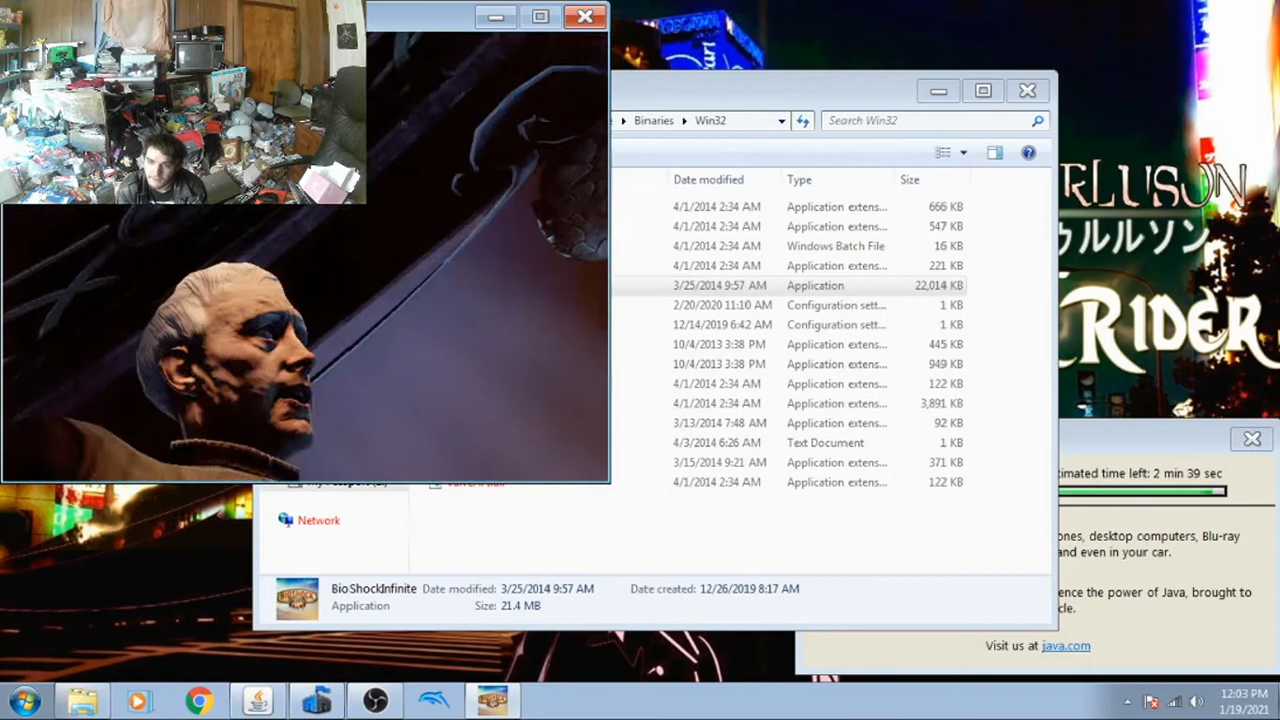 Binaries
Win32
Search Win32
Date modified
Type
Size
4/1/2014 2:34 AM Application extens... 666 KB
4/1/2014 2:34 AM Application extens... 547 KB
4/1/2014 2:34 AM Windows Batch File 16 KB
4/1/2014 2:34 AM Application extens... 221 KB
3/25/2014 9:57 AM Application 22,014 KB
2/20/2020 11:10 AM Configuration sett... 1 KB
12/14/2019 6:42 AM Configuration sett... 1 KB
10/4/2013 3:38 PM Application extens... 445 KB
10/4/2013 3:38 PM Application extens... 949 KB
4/1/2014 2:34 AM Application extens... 122 KB
4/1/2014 2:34 AM Application extens... 3,891 KB
3/13/2014 7:48 AM Application extens... 92 KB
4/3/2014 6:26 AM Text Document 1 KB
3/15/2014 9:21 AM Application extens... 371 KB
4/1/2014 2:34 AM Application extens... 122 KB
Network
BioShockInfinite Date modified: 3/25/2014 9:57 AM Date created: 12/26/2019 8:17 AM
Application Size: 21.4 MB
RLUSON
ゥルルソン
RIDER
timated time left: 2 min 39 sec
ones, desktop computers, Blu-ray
and even in your car.
ence the power of Java, brought to
cle.
Visit us at java.com
12:03 PM
1/19/2021